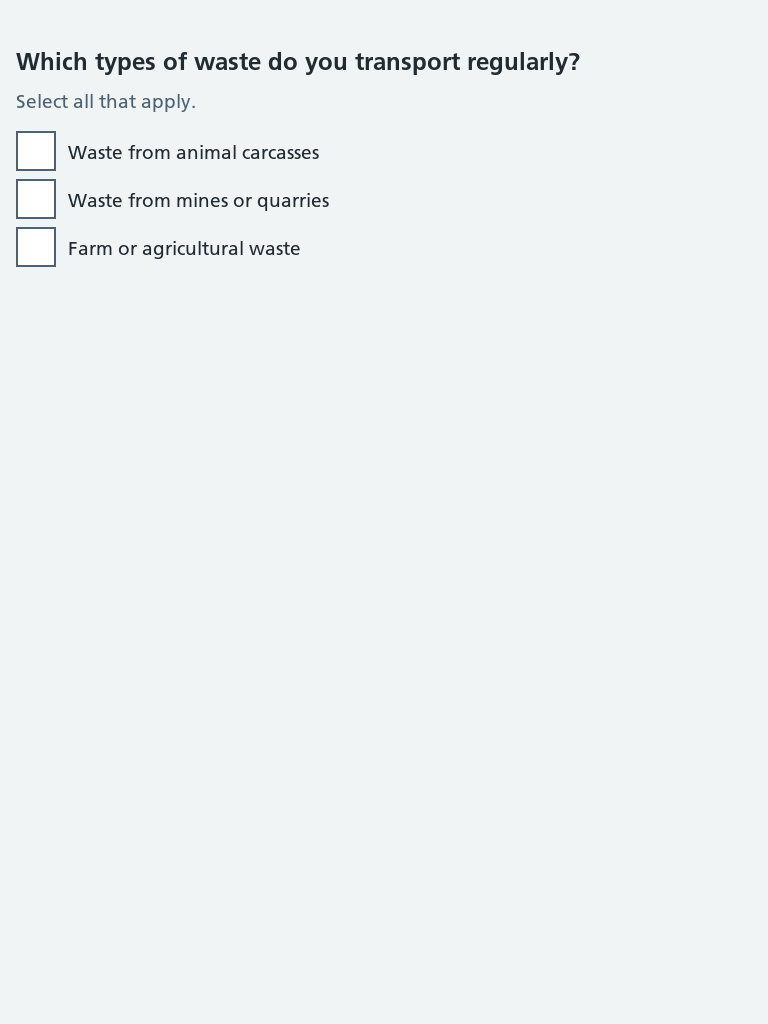 Which types of waste do you transport regularly?
Select all that apply.
Waste from animal carcasses
Waste from mines or quarries
Farm or agricultural waste